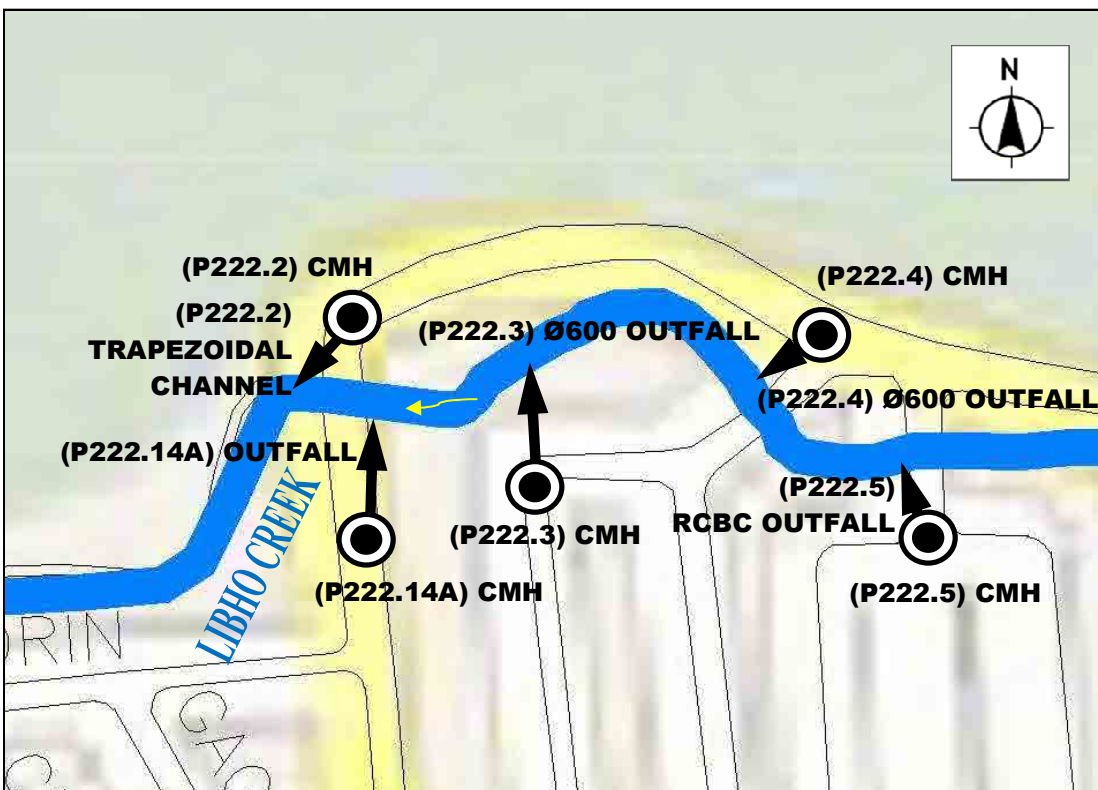 N
(P222.2) CMH
(P222.4) CMH
(P222.2)
TRAPEZOIDAL
CHANNEL
(P222.3) Ø600 OUTFALL
(P222.4) Ø600 OUTFALL
(P222.14A) OUTFALL
(P222.5)
RCBC OUTFALL
(P222.3) CMH
(P222.14A) CMH
(P222.5) CMH
LIBHO CREEK